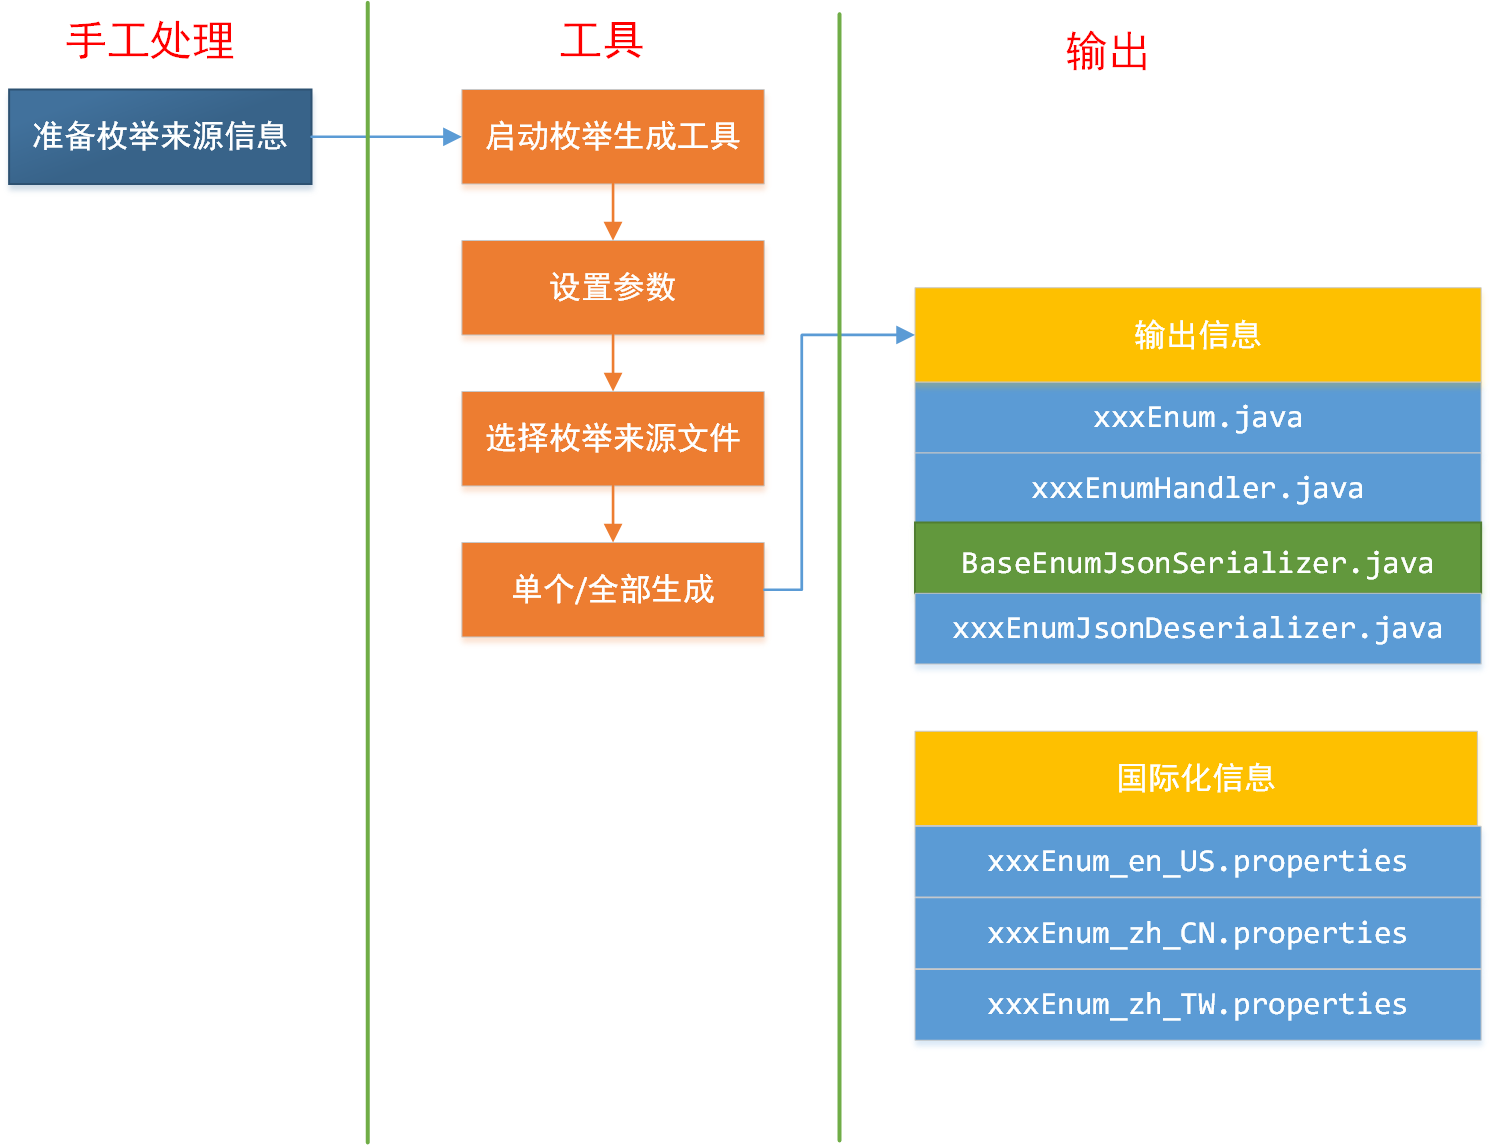 手工处理
工具
输出
准备枚举来源信息
启动枚举生成工具
设置参数
选择枚举来源文件
单个/全部生成
输出信息
xxxEnum.java
xxxEnumHandler.java
BaseEnumJsonSerializer.java
xxxEnumJsonDeserializer.java
国际化信息
xxxEnum_en_US.properties
xxxEnum_zh_CN.properties
xxxEnum_zh_TW.properties